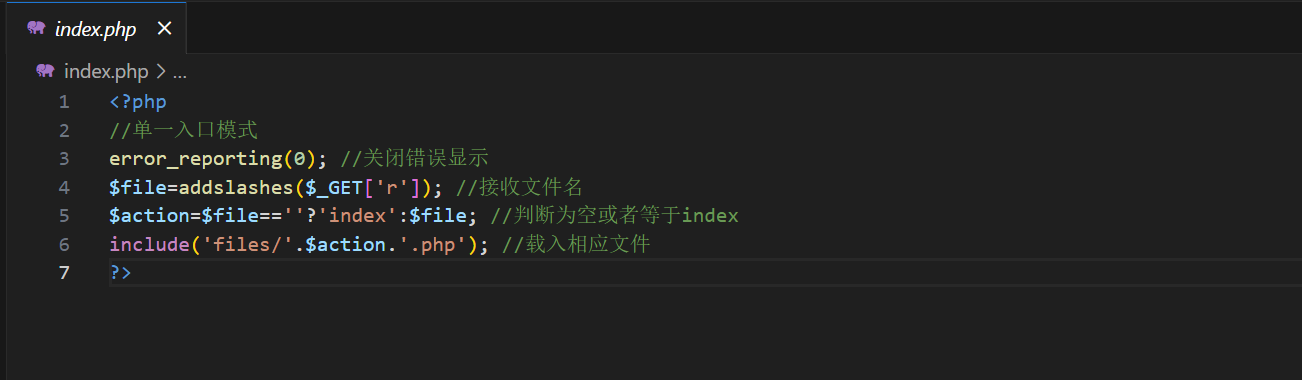 index.php ×
index.php > ...
1 <?php
2 //单一入口模式
3 error_reporting(0); //关闭错误显示
4 $file=addslashes($_GET['r']); //接收文件名
5 $action=$file==''?'index':$file; //判断为空或者等于index
6 include('files/'.$action.'.php'); //载入相应文件
7 ?>